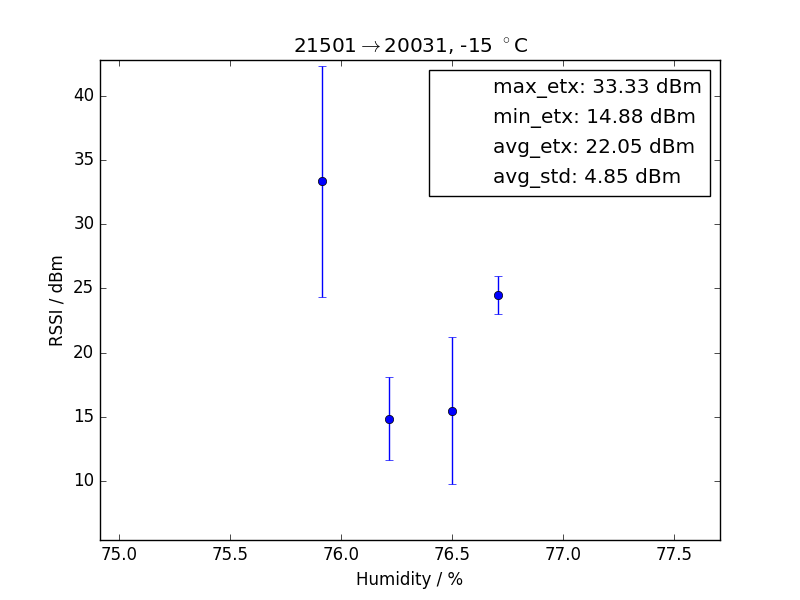 21501→20031, -15 °C
max_etx: 33.33 dBm
min_etx: 14.88 dBm
avg_etx: 22.05 dBm
avg_std: 4.85 dBm
RSSI / dBm
40
35
30
25
20
15
10
75.0 75.5 76.0 76.5 77.0 77.5
Humidity / %